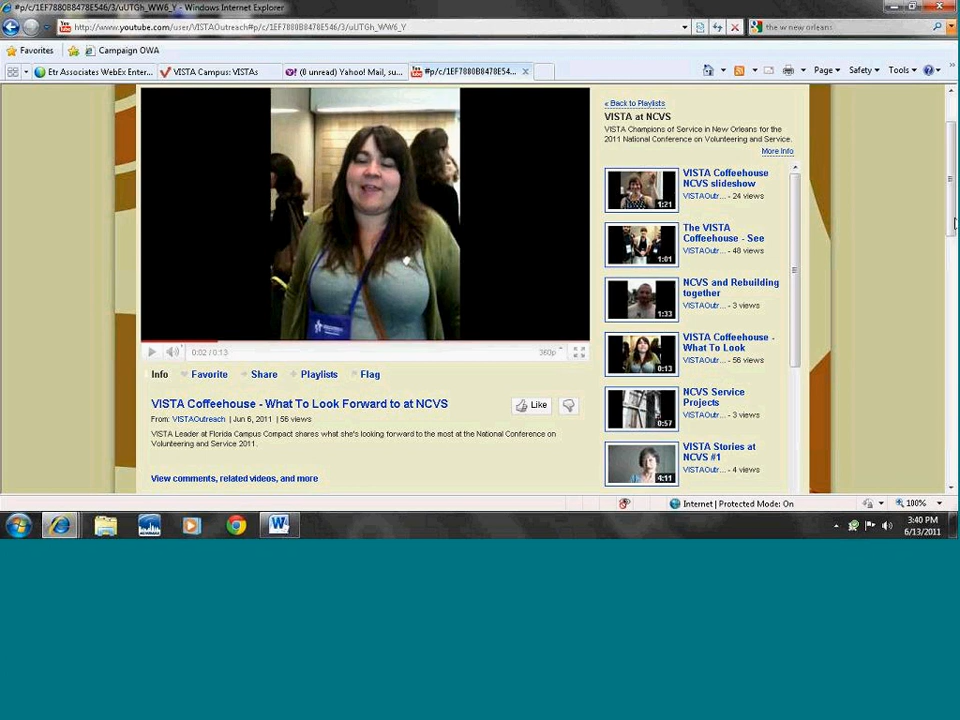 #p/c/1EF7880B8478E546/3/uUTGh_WW6_Y - Windows Internet Explorer
http://www.youtube.com/user/VISTAOutreach#p/c/1EF7880B8478E546/3/uUTGh_WW6_Y
the w new orleans
Favorites
Campaign OWA
Etr Associates WebEx Enter...
VISTA Campus: VISTAs
(0 unread) Yahoo! Mail, su...
#p/c/1EF7880B8478E54...
Page
Safety
Tools
« Back to Playlists
VISTA at NCVS
VISTA Champions of Service in New Orleans for the
2011 National Conference on Volunteering and Service.
More Info
VISTA Coffeehouse
NCVS slideshow
VISTAOutr... - 24 views
1:21
The VISTA
Coffeehouse - See
VISTAOutr... - 48 views
1:01
NCVS and Rebuilding
together
VISTAOutr... - 3 views
1:33
VISTA Coffeehouse -
What To Look
VISTAOutr... - 56 views
0:13
NCVS Service
Projects
VISTAOutr... - 3 views
0:57
VISTA Stories at
NCVS #1
VISTAOutr... - 4 views
4:11
0:02 / 0:13
360p
Info
Favorite
Share
Playlists
Flag
VISTA Coffeehouse - What To Look Forward to at NCVS
Like
From: VISTAOutreach | Jun 6, 2011 | 56 views
VISTA Leader at Florida Campus Compact shares what she's looking forward to the most at the National Conference on
Volunteering and Service 2011.
View comments, related videos, and more
Internet | Protected Mode: On
100%
3:40 PM
6/13/2011